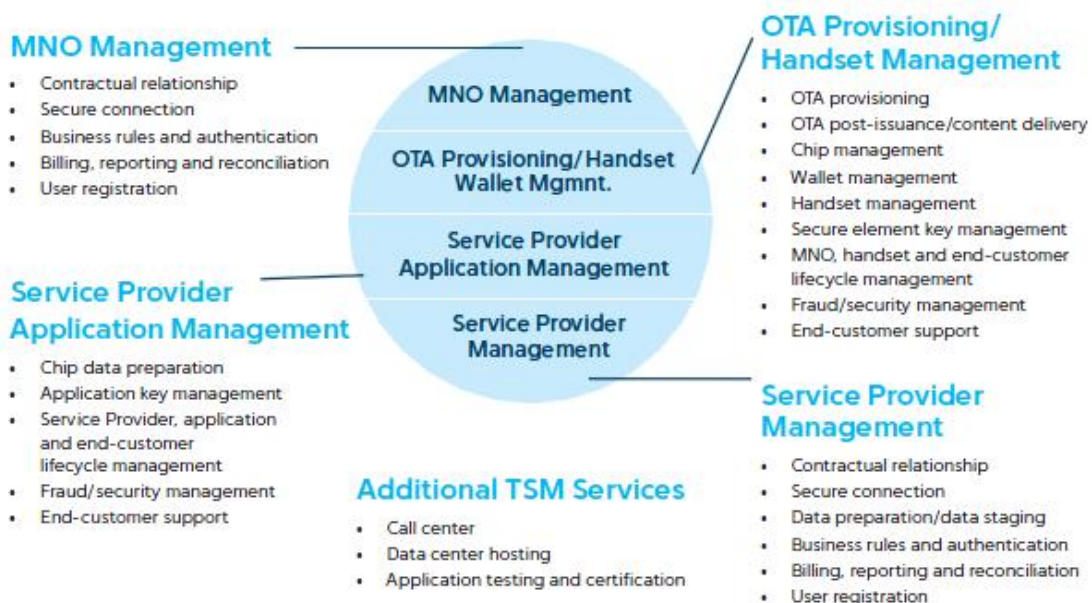 MNO Management
• Contractual relationship
• Secure connection
• Business rules and authentication
• Billing, reporting and reconciliation
• User registration
MNO Management
OTA Provisioning/Handset
Wallet Mgmnt.
Service Provider
Application Management
Service Provider
Management
OTA Provisioning/
Handset Management
• OTA provisioning
• OTA post-issuance/content delivery
• Chip management
• Wallet management
• Handset management
• Secure element key management
• MNO, handset and end-customer
lifecycle management
• Fraud/security management
• End-customer support
Service Provider
Application Management
• Chip data preparation
• Application key management
• Service Provider, application
and end-customer
lifecycle management
• Fraud/security management
• End-customer support
Additional TSM Services
• Call center
• Data center hosting
• Application testing and certification
Service Provider
Management
• Contractual relationship
• Secure connection
• Data preparation/data staging
• Business rules and authentication
• Billing, reporting and reconciliation
• User registration